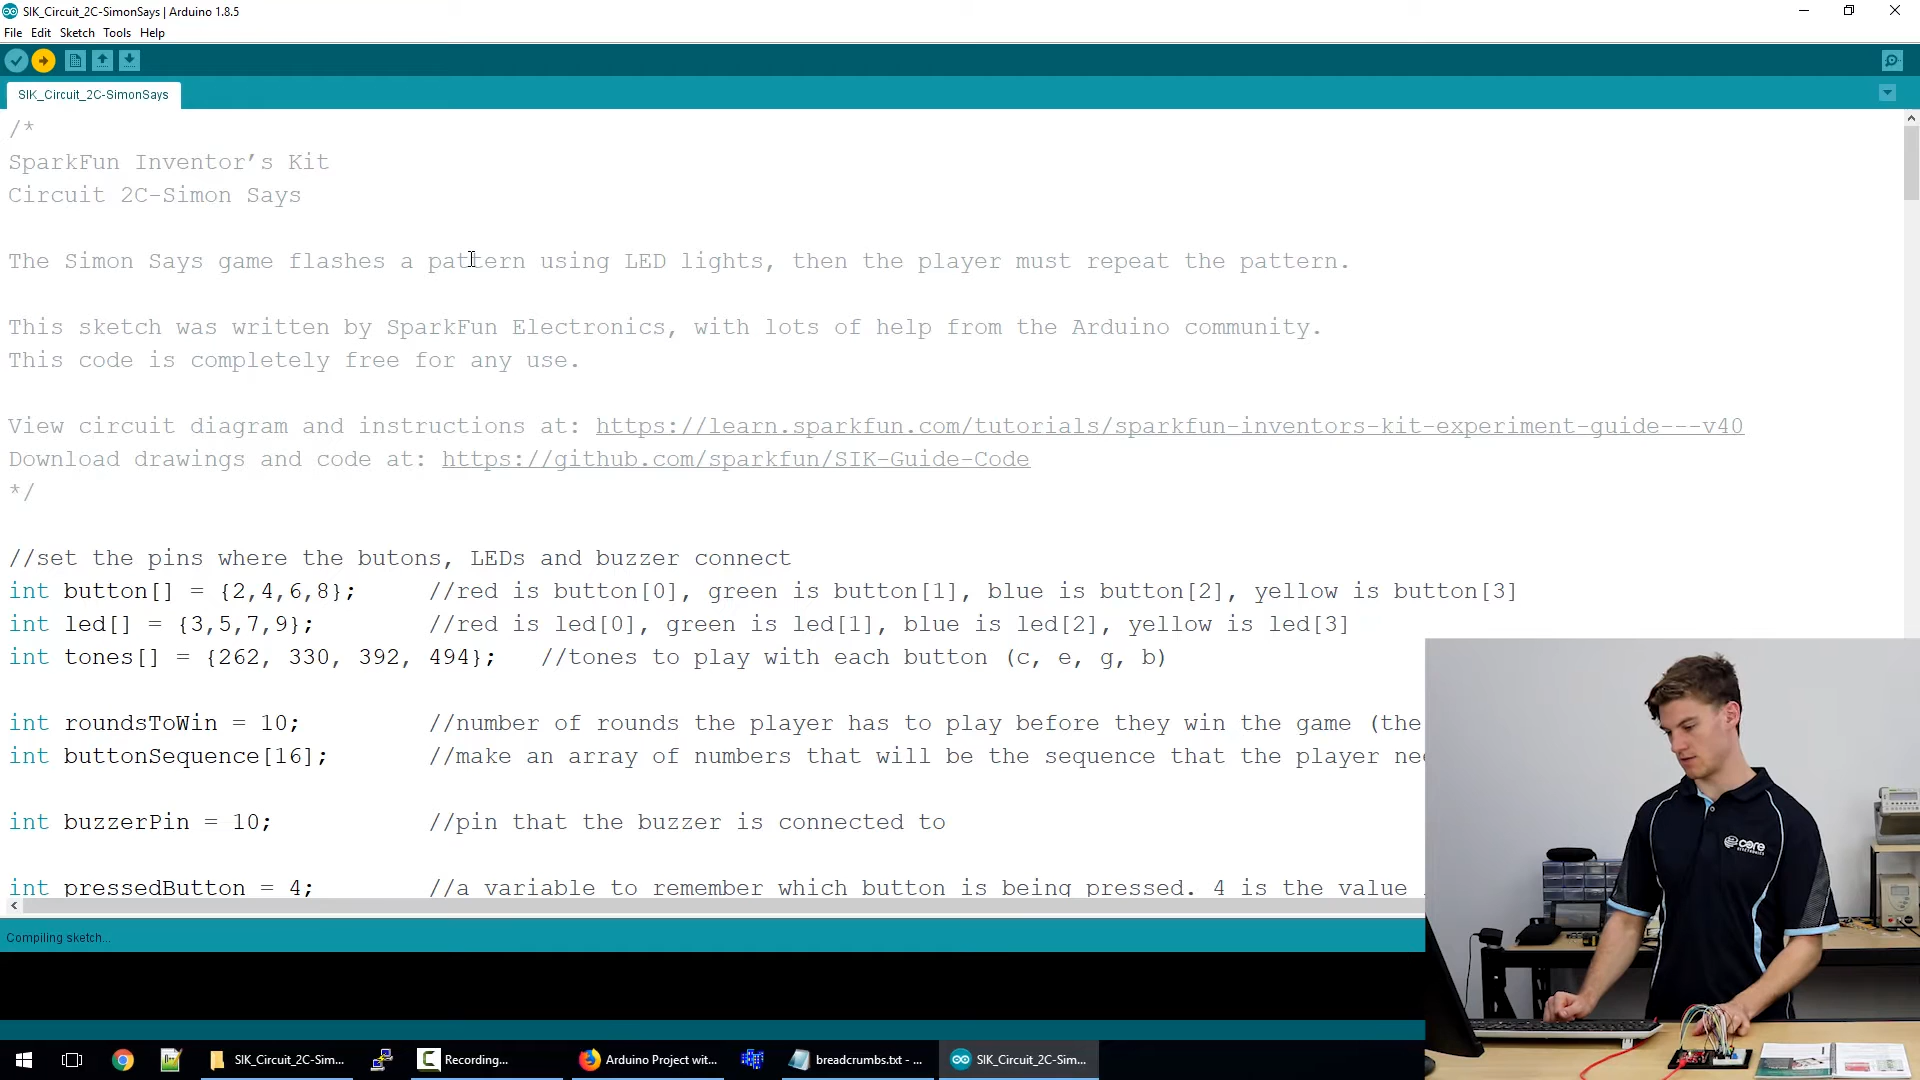 SIK_Circuit_2C-SimonSays | Arduino 1.8.5
File Edit Sketch Tools Help
SIK_Circuit_2C-SimonSays
/*
SparkFun Inventor’s Kit
Circuit 2C-Simon Says
The Simon Says game flashes a pattern using LED lights, then the player must repeat the pattern.
This sketch was written by SparkFun Electronics, with lots of help from the Arduino community.
This code is completely free for any use.
View circuit diagram and instructions at: https://learn.sparkfun.com/tutorials/sparkfun-inventors-kit-experiment-guide---v40
Download drawings and code at: https://github.com/sparkfun/SIK-Guide-Code
*/
//set the pins where the butons, LEDs and buzzer connect
int button[] = {2,4,6,8}; //red is button[0], green is button[1], blue is button[2], yellow is button[3]
int led[] = {3,5,7,9}; //red is led[0], green is led[1], blue is led[2], yellow is led[3]
int tones[] = {262, 330, 392, 494}; //tones to play with each button (c, e, g, b)
int roundsToWin = 10; //number of rounds the player has to play before they win the game (the
int buttonSequence[16]; //make an array of numbers that will be the sequence that the player nee
int buzzerPin = 10; //pin that the buzzer is connected to
int pressedButton = 4; //a variable to remember which button is being pressed. 4 is the value
core
ELECTRONICS
Compiling sketch...
SIK_Circuit_2C-Sim... Recording... Arduino Project wit... breadcrumbs.txt - ... SIK_Circuit_2C-Sim...